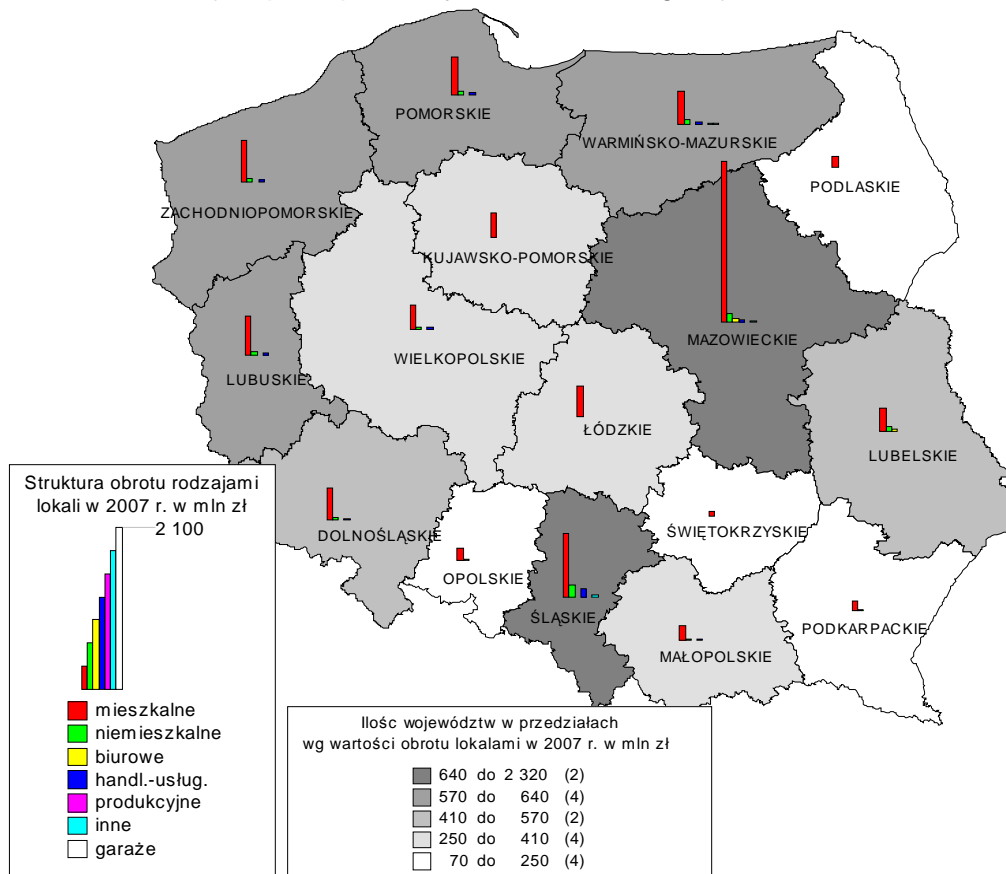 POMORSKIE
WARMIŃSKO-MAZURSKIE
PODLASKIE
ZACHODNIOPOMORSKIE
KUJAWSKO-POMORSKIE
MAZOWIECKIE
WIELKOPOLSKIE
LUBUSKIE
ŁÓDZKIE
LUBELSKIE
DOLNOŚLĄSKIE
ŚWIĘTOKRZYSKIE
OPOLSKIE
ŚLĄSKIE
PODKARPACKIE
MAŁOPOLSKIE
Struktura obrotu rodzajami
lokali w 2007 r. w mln zł
2 100
mieszkalne
niemieszkalne
biurowe
handl.-usług.
produkcyjne
inne
garaże
Ilość województw w przedziałach
wg wartości obrotu lokalami w 2007 r. w mln zł
640 do 2 320 (2)
570 do 640 (4)
410 do 570 (2)
250 do 410 (4)
70 do 250 (4)